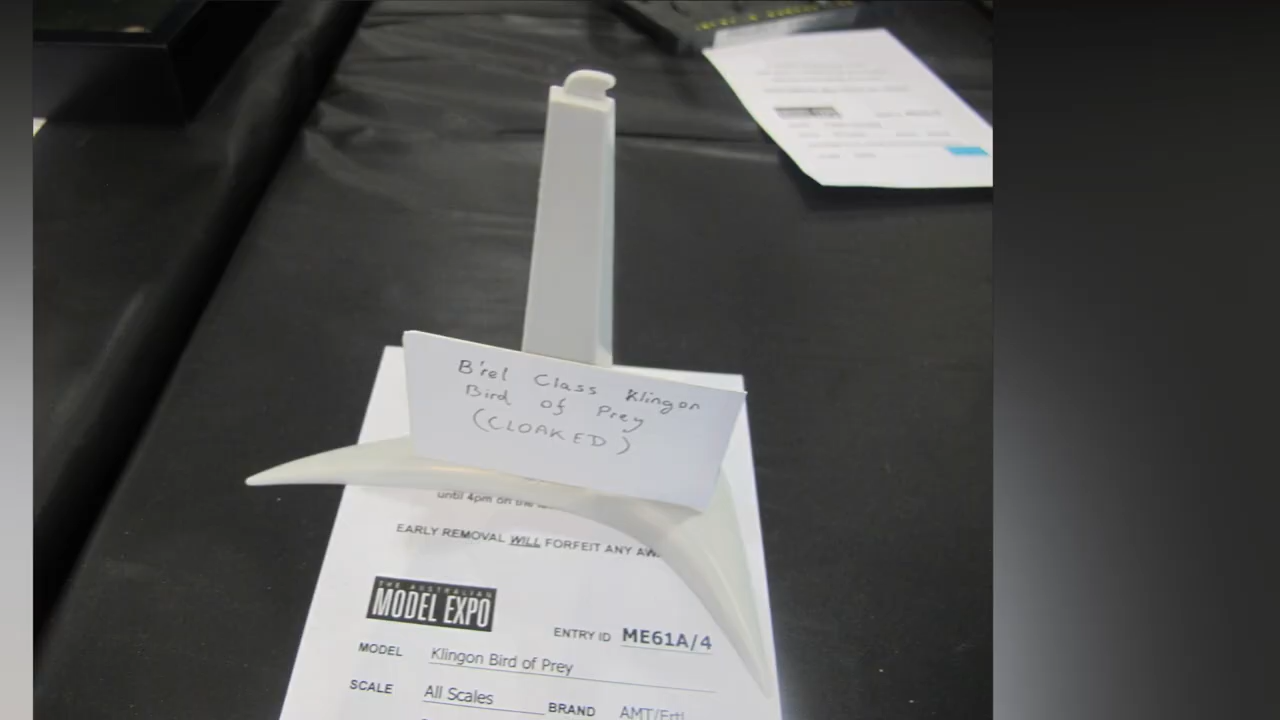 B'rel Class Klingon
Bird of Prey
(CLOAKED)
until 4pm on the
EARLY REMOVAL WILL FORFEIT ANY
THE AUSTRALIAN
MODEL EXPO
ENTRY ID ME61A/4
MODEL Klingon Bird of Prey
SCALE All Scales BRAND AMT/Ertl